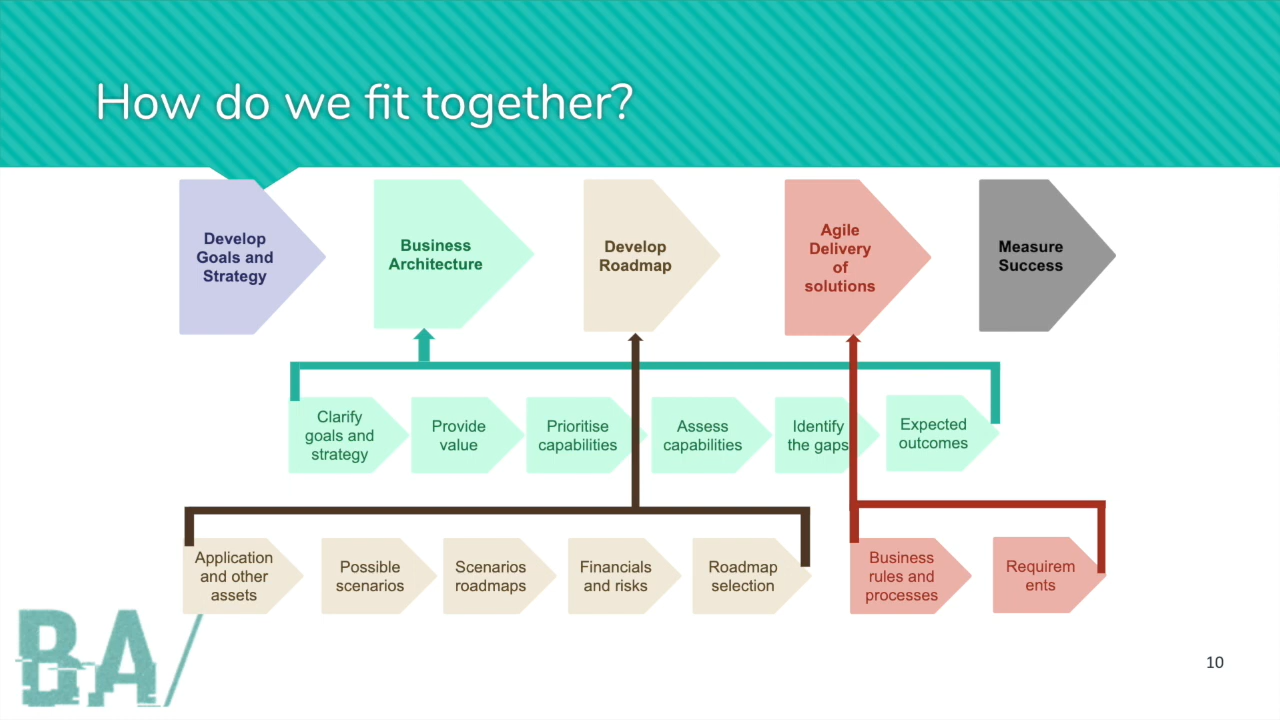 How do we fit together?
Develop
Goals and
Strategy
Business
Architecture
Develop
Roadmap
Agile
Delivery
of
solutions
Measure
Success
Clarify
goals and
strategy
Provide
value
Prioritise
capabilities
Assess
capabilities
Identify
the gaps
Expected
outcomes
Application
and other
assets
Possible
scenarios
Scenarios
roadmaps
Financials
and risks
Roadmap
selection
Business
rules and
processes
Requirem
ents
BA/
10